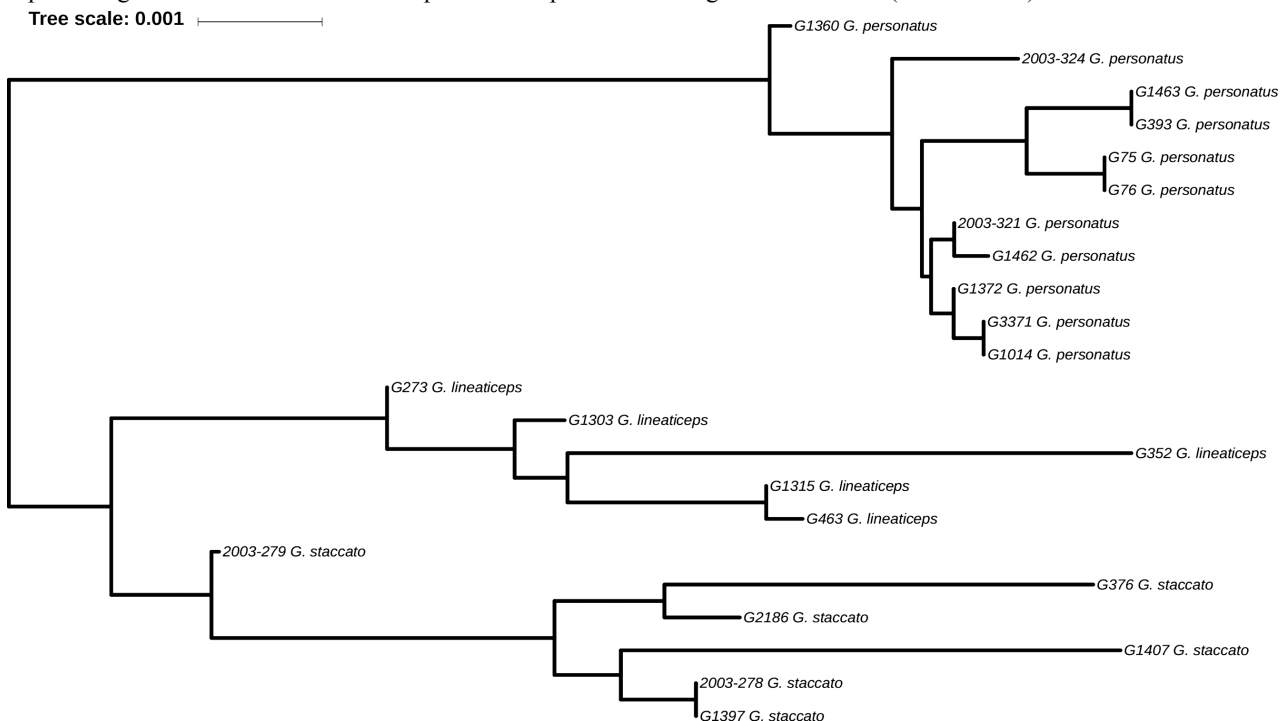 Tree scale: 0.001
G1360 G. personatus
2003-324 G. personatus
G1463 G. personatus
G393 G. personatus
G75 G. personatus
G76 G. personatus
2003-321 G. personatus
G1462 G. personatus
G1372 G. personatus
G3371 G. personatus
G1014 G. personatus
G273 G. lineaticeps
G1303 G. lineaticeps
G352 G. lineaticeps
G1315 G. lineaticeps
G463 G. lineaticeps
2003-279 G. staccato
G376 G. staccato
G2186 G. staccato
G1407 G. staccato
2003-278 G. staccato
G1397 G. staccato